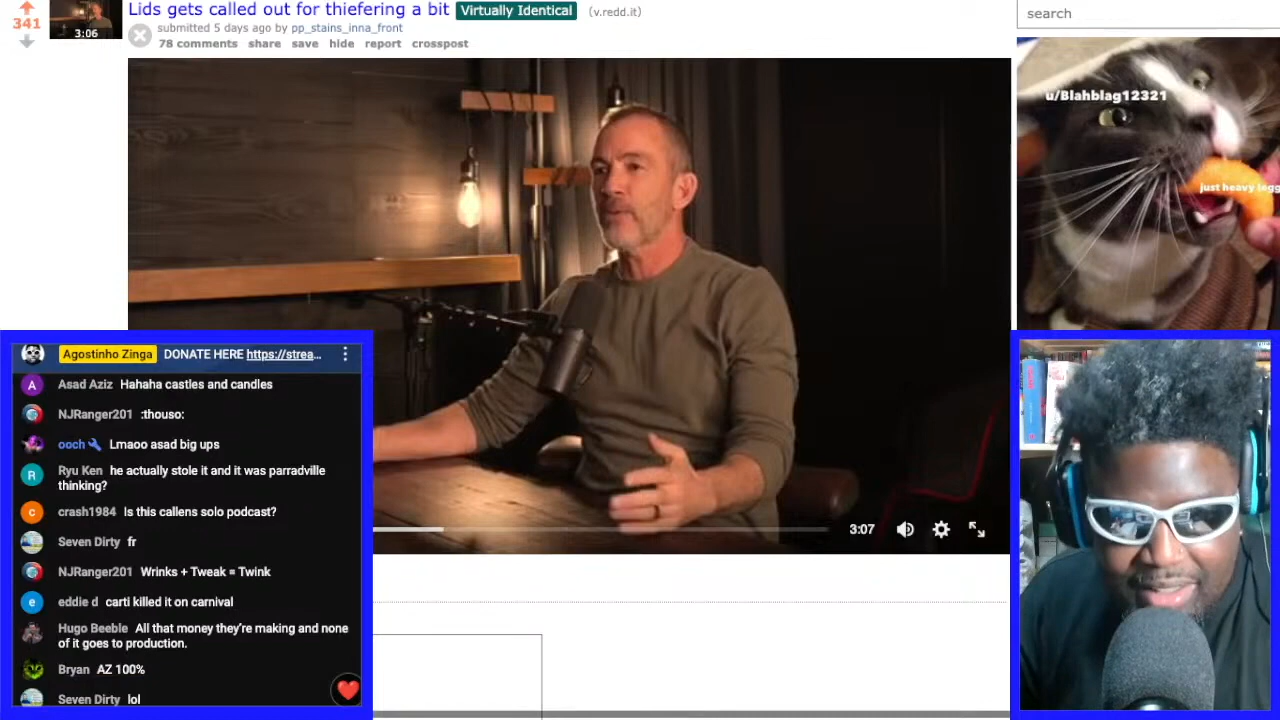 341
3:06
Lids gets called out for thiefering a bit Virtually Identical (v.redd.it)
submitted 5 days ago by pp_stains_inna_front
78 comments share save hide report crosspost
search
u/Blahblag12321
just heavy legg
3:07
Agostinho Zinga DONATE HERE https://strea...
A Asad Aziz Hahaha castles and candles
NJRanger201 :thouso:
ooch Lmaoo asad big ups
R Ryu Ken he actually stole it and it was parradville
thinking?
c crash1984 Is this callens solo podcast?
Seven Dirty fr
NJRanger201 Wrinks + Tweak = Twink
e eddie d carti killed it on carnival
Hugo Beeble All that money they're making and none
of it goes to production.
Bryan AZ 100%
Seven Dirty lol